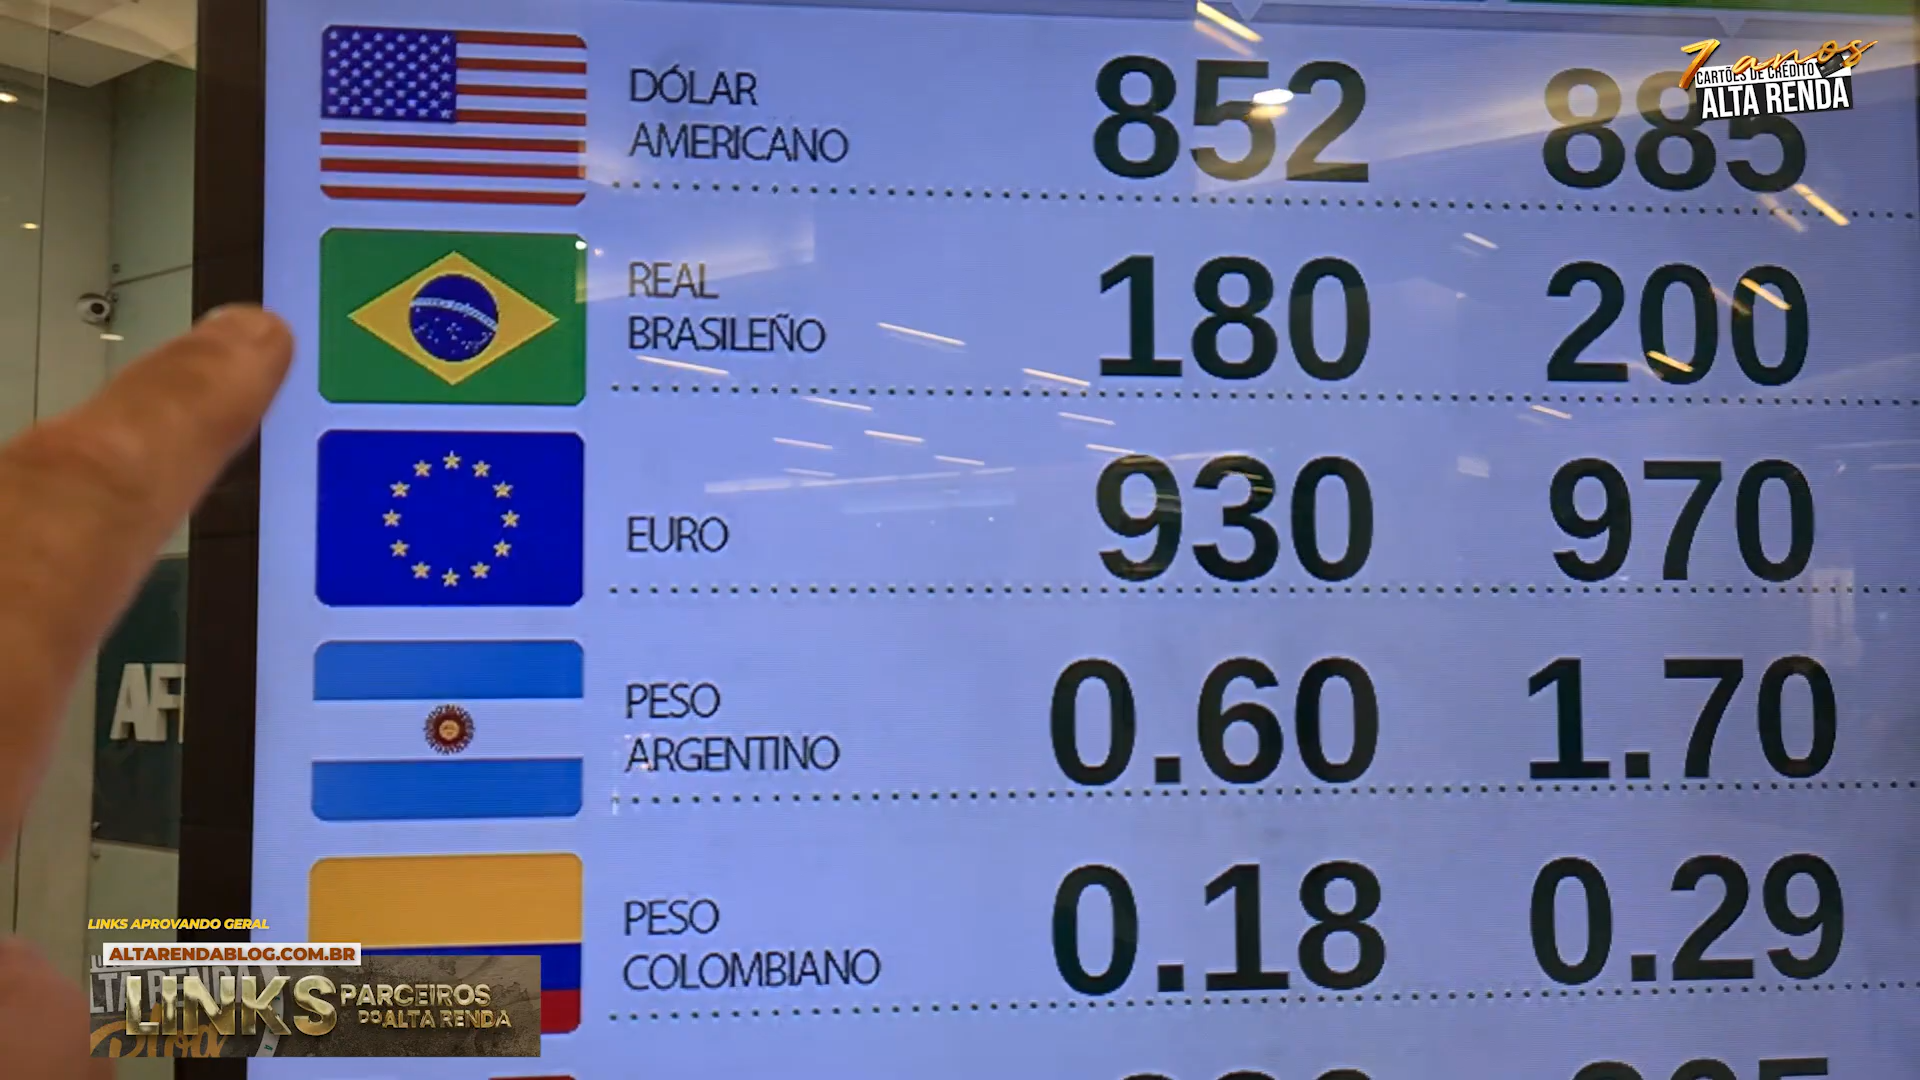 7 anos
CARTÕES DE CRÉDITO
ALTA RENDA
DÓLAR
AMERICANO
852
885
REAL
BRASILEÑO
180
200
EURO
930
970
PESO
ARGENTINO
0.60
1.70
PESO
COLOMBIANO
0.18
0.29
LINKS APROVANDO GERAL
ALTARENDABLOG.COM.BR
LINKS PARCEIROS
DO ALTA RENDA